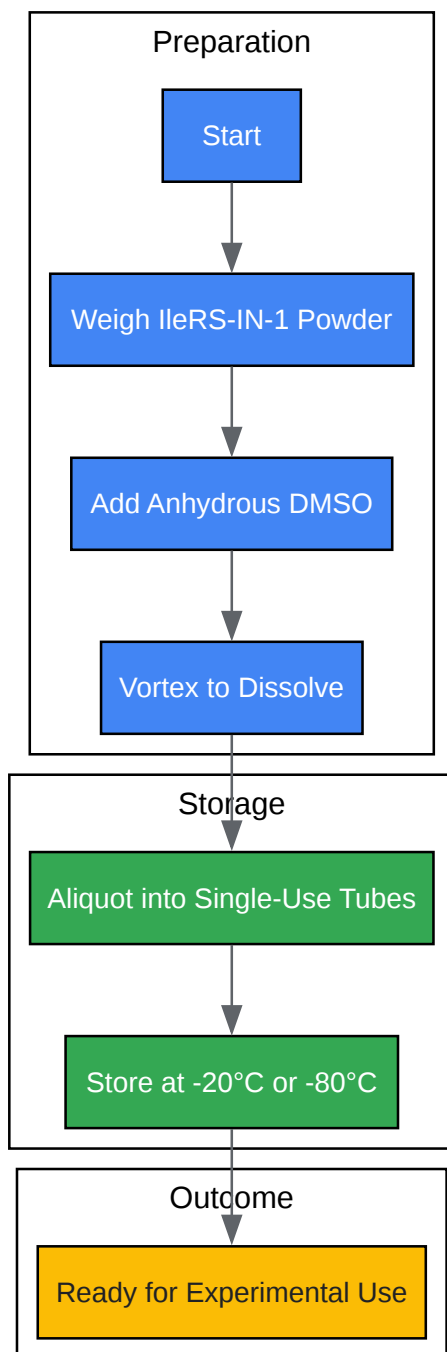 Preparation
Start
Weigh IleRS-IN-1 Powder
Add Anhydrous DMSO
Vortex to Dissolve
Storage
Aliquot into Single-Use Tubes
Store at -20°C or -80°C
Outcome
Ready for Experimental Use